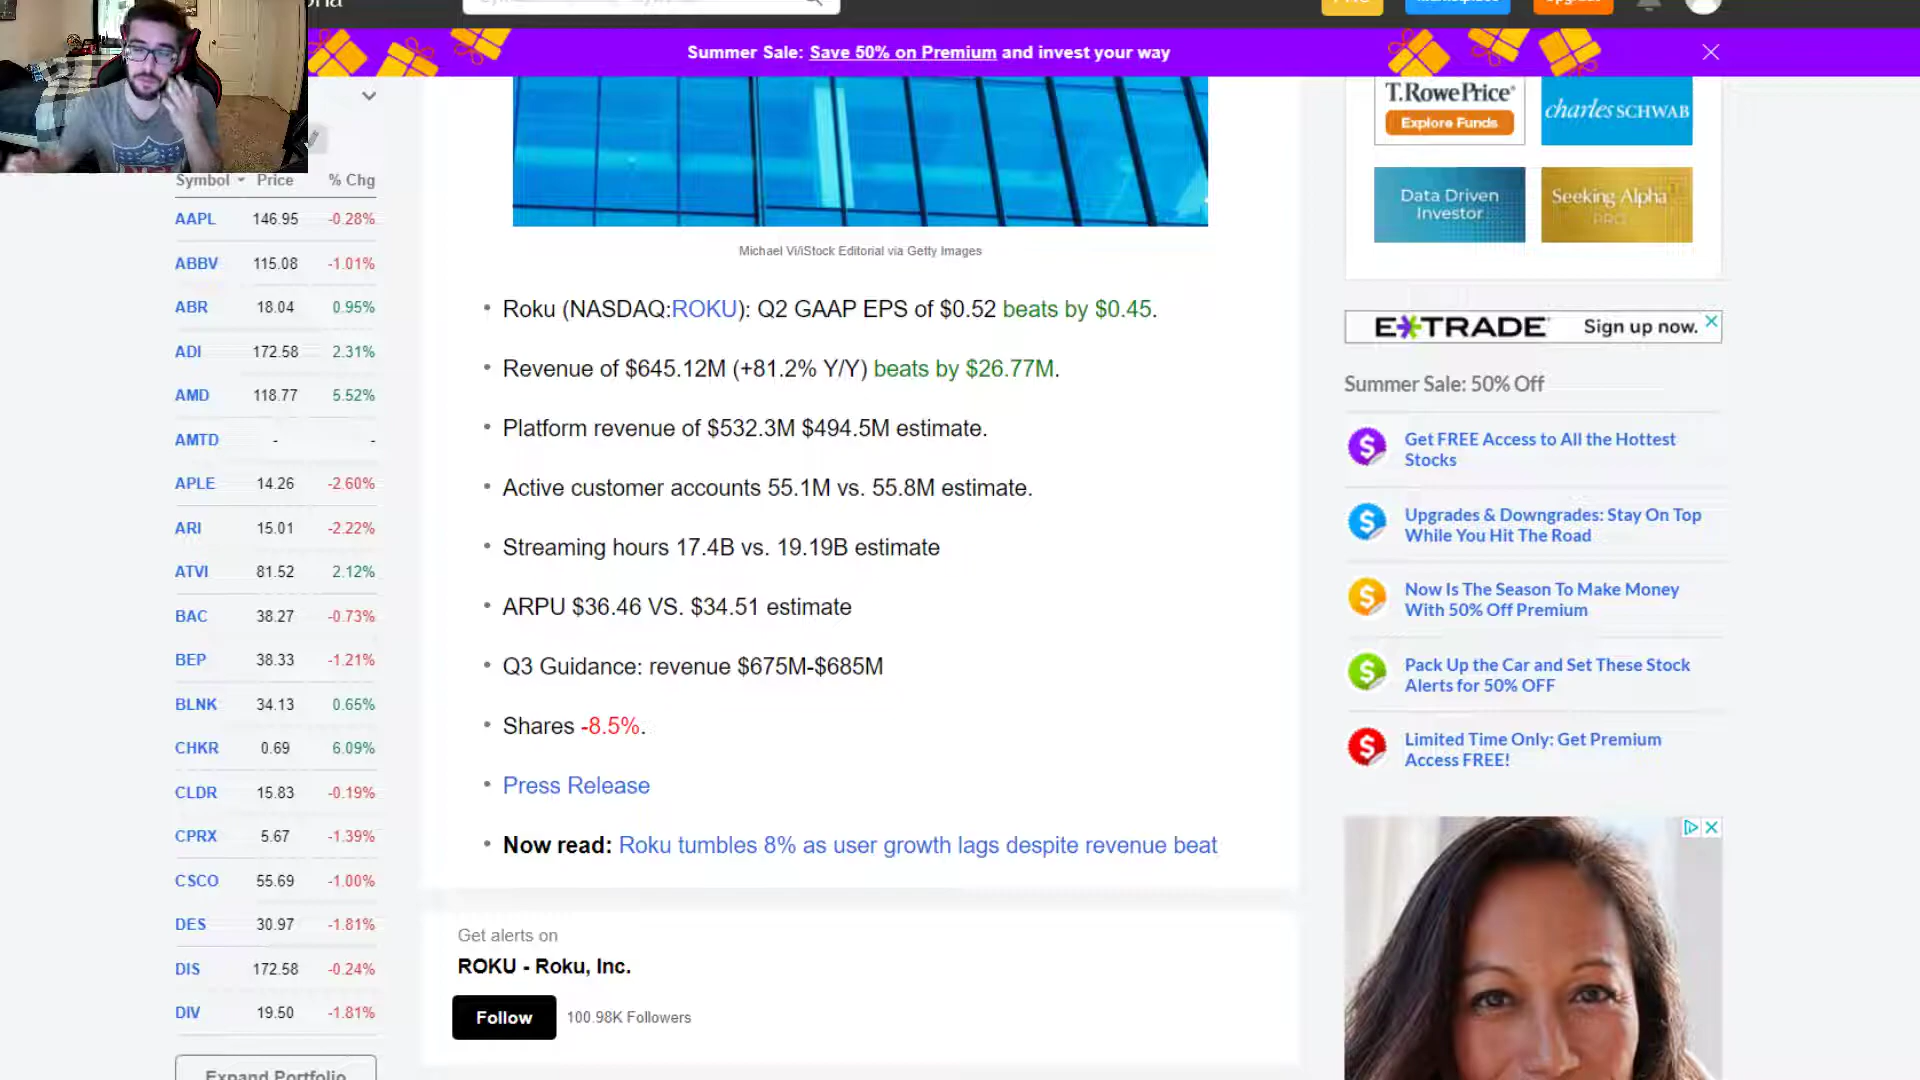 Summer Sale: Save 50% on Premium and invest your way
Symbol Price % Chg
AAPL 146.95 -0.28%
ABBV 115.08 -1.01%
ABR 18.04 0.95%
ADI 172.58 2.31%
AMD 118.77 5.52%
AMTD - -
APLE 14.26 -2.60%
ARI 15.01 -2.22%
ATVI 81.52 2.12%
BAC 38.27 -0.73%
BEP 38.33 -1.21%
BLNK 34.13 0.65%
CHKR 0.69 6.09%
CLDR 15.83 -0.19%
CPRX 5.67 -1.39%
CSCO 55.69 -1.00%
DES 30.97 -1.81%
DIS 172.58 -0.24%
DIV 19.50 -1.81%
Expand Portfolio
Michael Vi/iStock Editorial via Getty Images
• Roku (NASDAQ:ROKU): Q2 GAAP EPS of $0.52 beats by $0.45.
• Revenue of $645.12M (+81.2% Y/Y) beats by $26.77M.
• Platform revenue of $532.3M $494.5M estimate.
• Active customer accounts 55.1M vs. 55.8M estimate.
• Streaming hours 17.4B vs. 19.19B estimate
• ARPU $36.46 VS. $34.51 estimate
• Q3 Guidance: revenue $675M-$685M
• Shares -8.5%.
• Press Release
• Now read: Roku tumbles 8% as user growth lags despite revenue beat
Get alerts on
ROKU - Roku, Inc.
Follow 100.98K Followers
T.RowePrice
Explore Funds
charles SCHWAB
Data Driven
Investor
Seeking Alpha
PRO
E*TRADE Sign up now.
Summer Sale: 50% Off
Get FREE Access to All the Hottest
Stocks
Upgrades & Downgrades: Stay On Top
While You Hit The Road
Now Is The Season To Make Money
With 50% Off Premium
Pack Up the Car and Set These Stock
Alerts for 50% OFF
Limited Time Only: Get Premium
Access FREE!